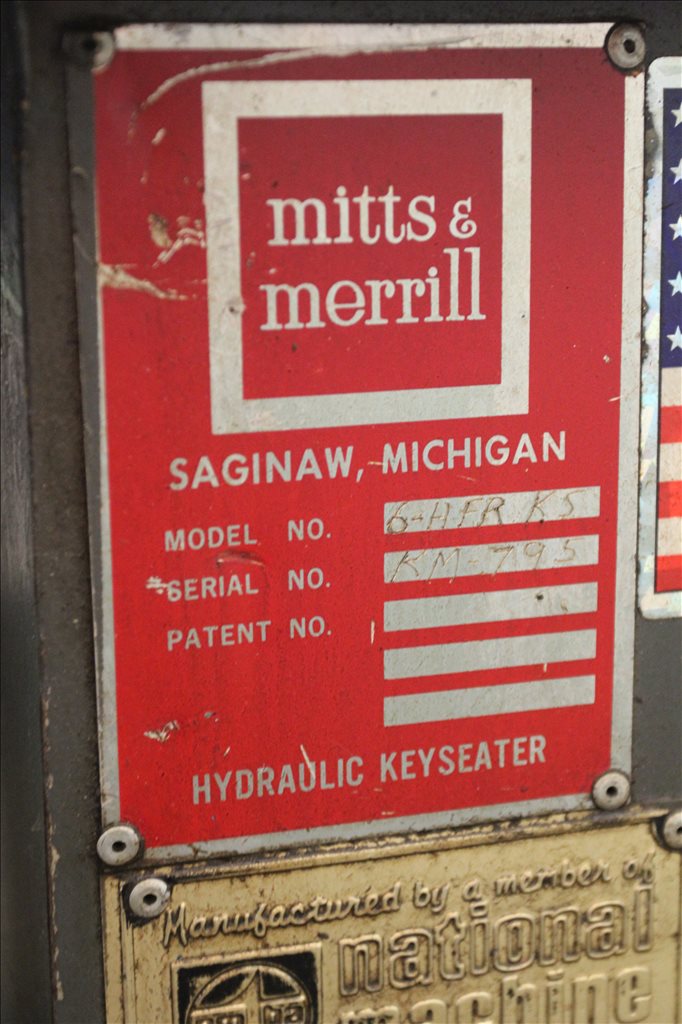 mitts &
merrill
SAGINAW, MICHIGAN
MODEL NO. 6-HFR KS
SERIAL NO. KM-795
PATENT NO.
HYDRAULIC KEYSEATER
Manufactured by a member of
national
machine